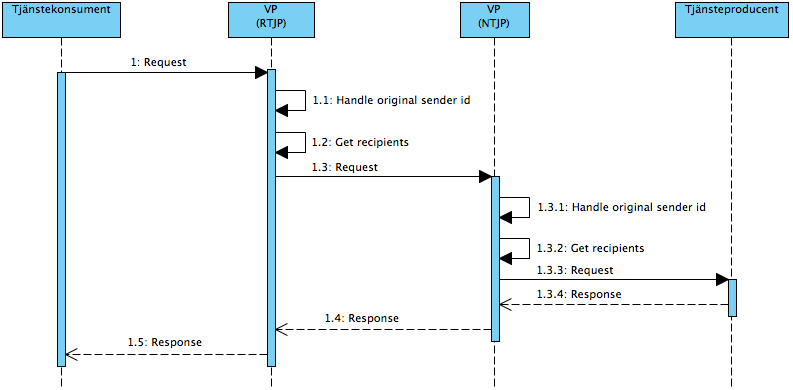 Tjänstekonsument
VP
(RTJP)
VP
(NTJP)
Tjänsteproducent
1: Request
1.1: Handle original sender id
1.2: Get recipients
1.3: Request
1.3.1: Handle original sender id
1.3.2: Get recipients
1.3.3: Request
1.3.4: Response
1.4: Response
1.5: Response